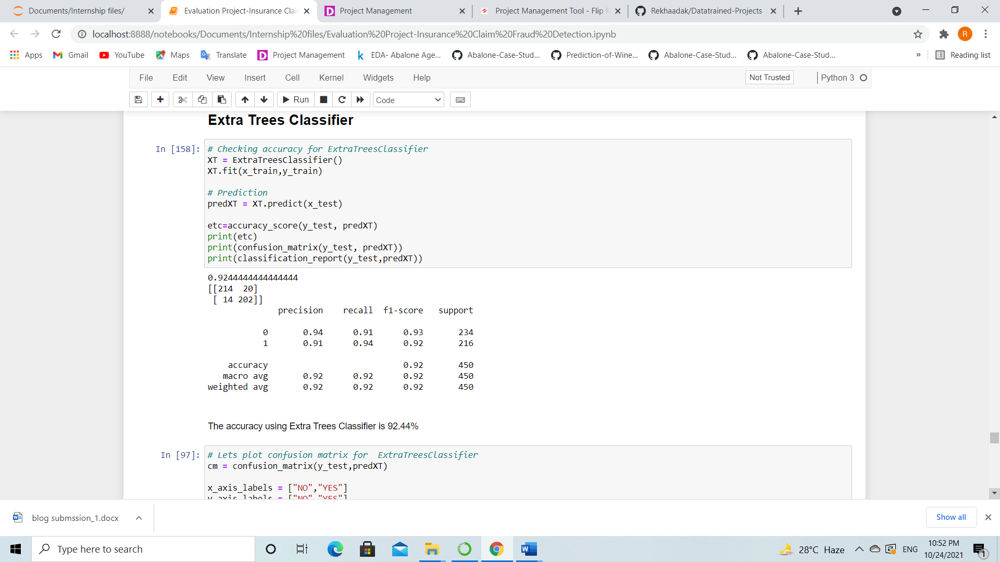 Documents/Internship files/
Evaluation Project-Insurance Clai
Project Management
Project Management Tool - Flip R
Rekhaadak/Datatrained-Projects
localhost:8888/notebooks/Documents/Internship%20files/Evaluation%20Project-Insurance%20Claim%20Fraud%20Detection.ipynb
R
Apps Gmail YouTube Maps Translate Project Management EDA- Abalone Age... Abalone-Case-Stud... Prediction-of-Wine... Abalone-Case-Stud... Abalone-Case-Stud... » Reading list
File Edit View Insert Cell Kernel Widgets Help Not Trusted Python 3
Run Code
Extra Trees Classifier
In [158]: # Checking accuracy for ExtraTreesClassifier
XT = ExtraTreesClassifier()
XT.fit(x_train,y_train)
# Prediction
predXT = XT.predict(x_test)
etc=accuracy_score(y_test, predXT)
print(etc)
print(confusion_matrix(y_test, predXT))
print(classification_report(y_test,predXT))
0.9244444444444444
[[214 20]
[ 14 202]]
precision recall f1-score support
0 0.94 0.91 0.93 234
1 0.91 0.94 0.92 216
accuracy 0.92 450
macro avg 0.92 0.92 0.92 450
weighted avg 0.92 0.92 0.92 450
The accuracy using Extra Trees Classifier is 92.44%
In [97]: # Lets plot confusion matrix for ExtraTreesClassifier
cm = confusion_matrix(y_test,predXT)
x_axis_labels = ["NO","YES"]
y_axis_labels = ["NO","YES"]
blog submssion_1.docx
Show all
Type here to search
28°C Haze
ENG
10:52 PM
10/24/2021
1